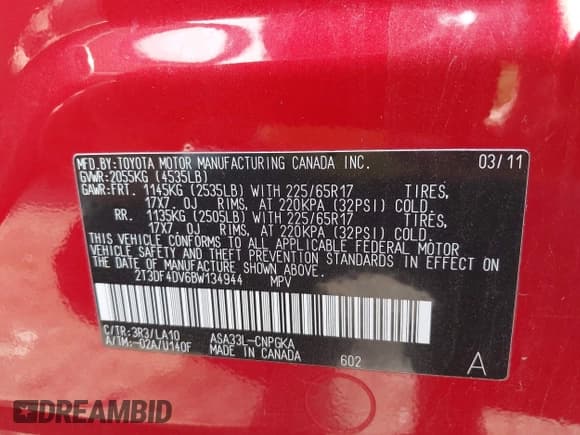 MFD.BY:TOYOTA MOTOR MANUFACTURING CANADA INC. 03/11
GVWR:2055KG (4535LB)
GAWR:FRT. 1145KG (2535LB) WITH 225/65R17 TIRES,
17X7.0J RIMS, AT 220KPA (32PSI) COLD.
RR. 1135KG (2505LB) WITH 225/65R17 TIRES,
17X7.0J RIMS, AT 220KPA (32PSI) COLD.
THIS VEHICLE CONFORMS TO ALL APPLICABLE FEDERAL MOTOR
VEHICLE SAFETY AND THEFT PREVENTION STANDARDS IN EFFECT ON
THE DATE OF MANUFACTURE SHOWN ABOVE.
2T3DF4DV6BW134944 MPV
C/TR:3R3/LA10 ASA33L-CNPGKA
A/TM:-02A/U140F MADE IN CANADA 602 A
DREAMBID